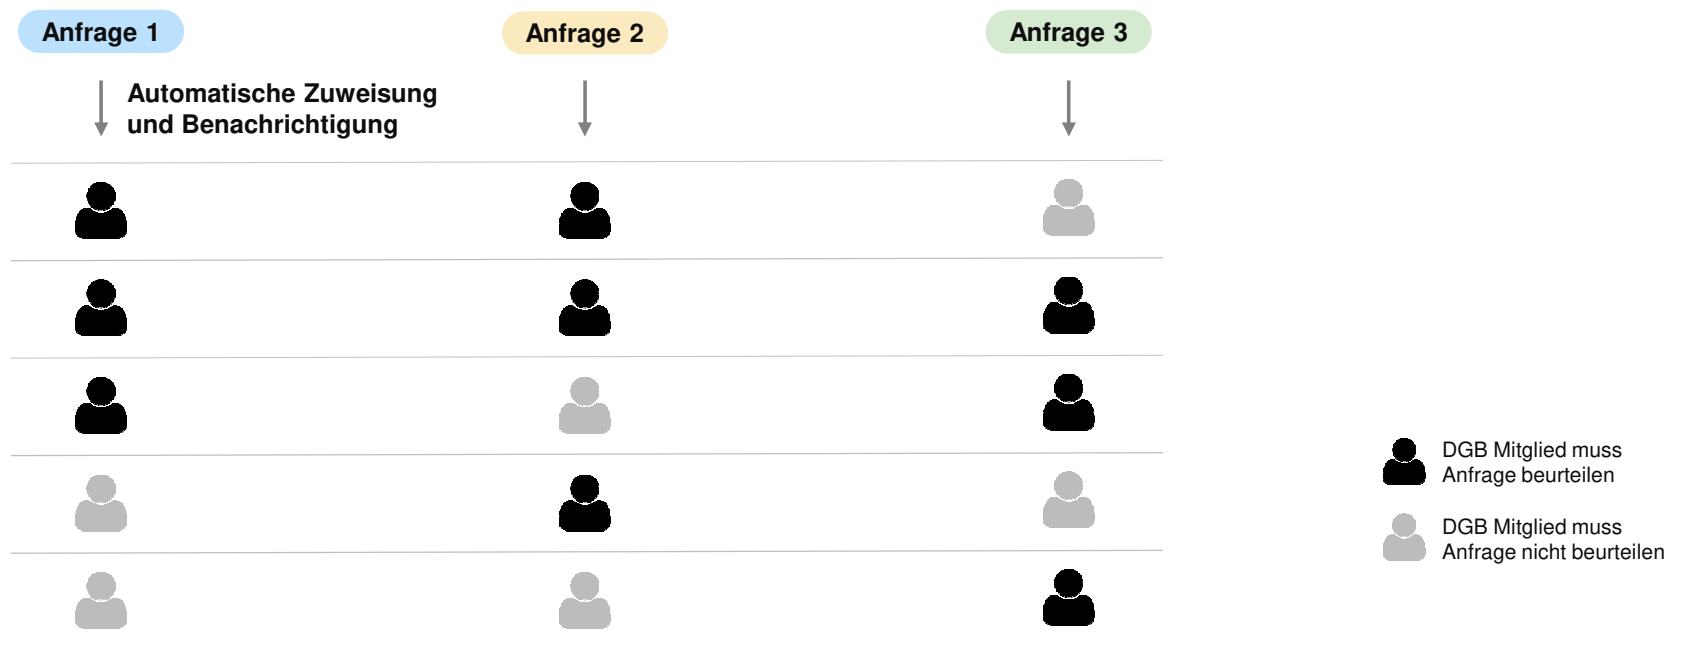 Anfrage 1
Anfrage 2
Anfrage 3
Automatische Zuweisung
und Benachrichtigung
DGB Mitglied muss
Anfrage beurteilen
DGB Mitglied muss
Anfrage nicht beurteilen